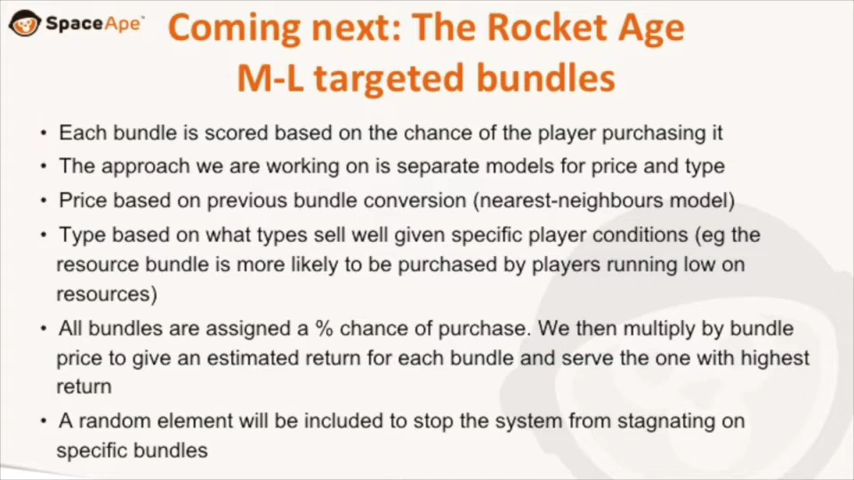 SpaceApe™
Coming next: The Rocket Age
M-L targeted bundles
• Each bundle is scored based on the chance of the player purchasing it
• The approach we are working on is separate models for price and type
• Price based on previous bundle conversion (nearest-neighbours model)
• Type based on what types sell well given specific player conditions (eg the
resource bundle is more likely to be purchased by players running low on
resources)
• All bundles are assigned a % chance of purchase. We then multiply by bundle
price to give an estimated return for each bundle and serve the one with highest
return
• A random element will be included to stop the system from stagnating on
specific bundles